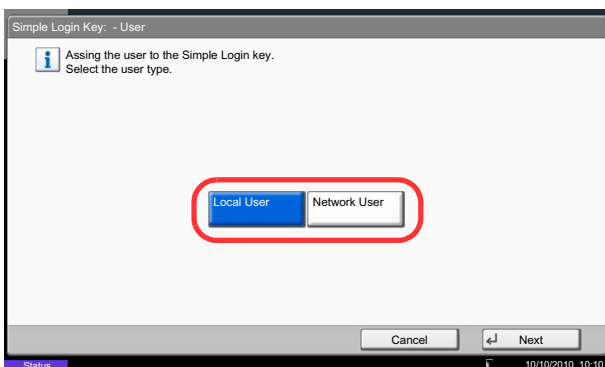 Simple Login Key:  - User
Assing the user to the Simple Login key.
Select the user type.
Local User
Network User
Cancel
Next
Status
10/10/2010  10:10